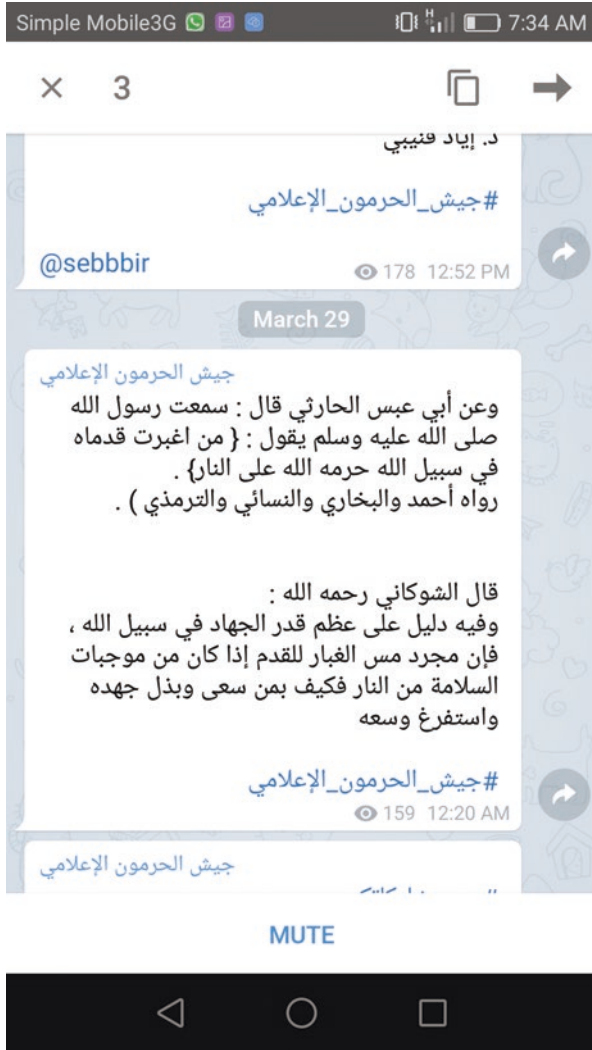 Simple Mobile3G 7:34 AM
3
د. إياد قنيبي
#جيش_الحرمون_الإعلامي
@sebbbir 178 12:52 PM
March 29
جيش الحرمون الإعلامي
وعن أبي عبس الحارثي قال : سمعت رسول الله
صلى الله عليه وسلم يقول : { من اغبرت قدماه
في سبيل الله حرمه الله على النار} .
رواه أحمد والبخاري والنسائي والترمذي ) .
قال الشوكاني رحمه الله :
وفيه دليل على عظم قدر الجهاد في سبيل الله ،
فإن مجرد مس الغبار للقدم إذا كان من موجبات
السلامة من النار فكيف بمن سعى وبذل جهده
واستفرغ وسعه
#جيش_الحرمون_الإعلامي
159 12:20 AM
جيش الحرمون الإعلامي
MUTE